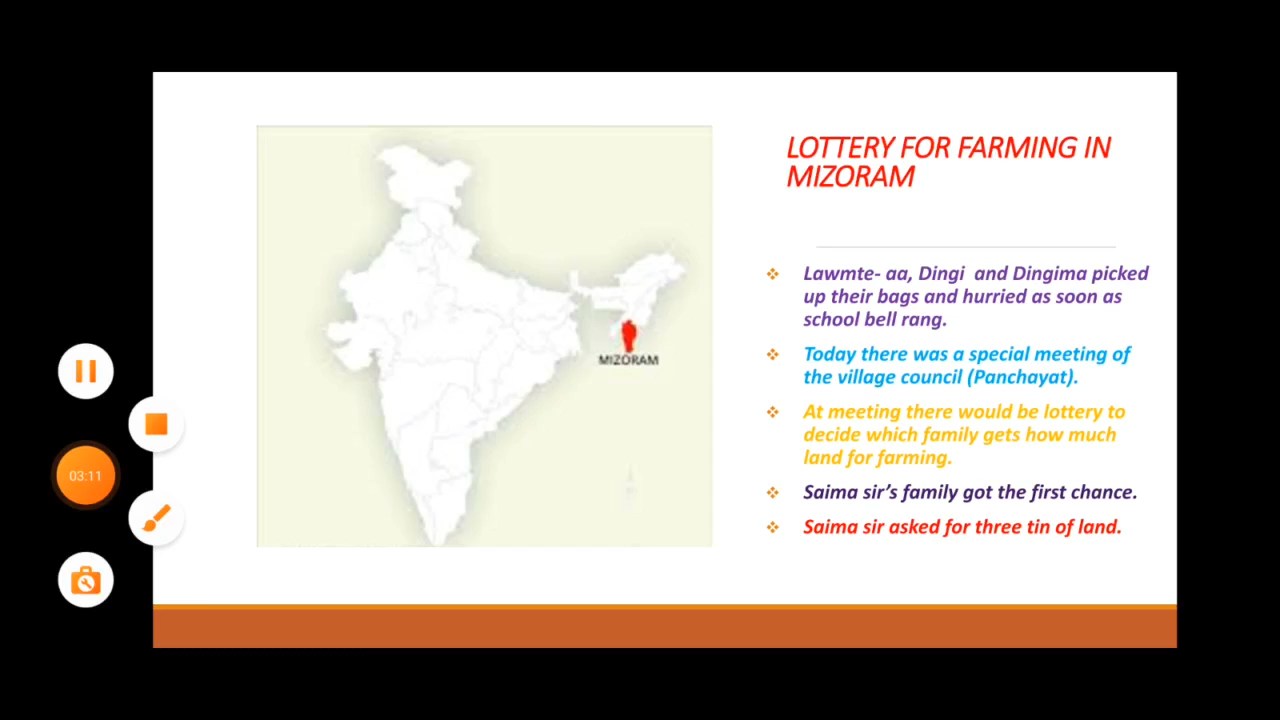 LOTTERY FOR FARMING IN
MIZORAM
Lawmte- aa, Dingi and Dingima picked
up their bags and hurried as soon as
school bell rang.
Today there was a special meeting of
the village council (Panchayat).
At meeting there would be lottery to
decide which family gets how much
land for farming.
Saima sir's family got the first chance.
Saima sir asked for three tin of land.
MIZORAM
03:11